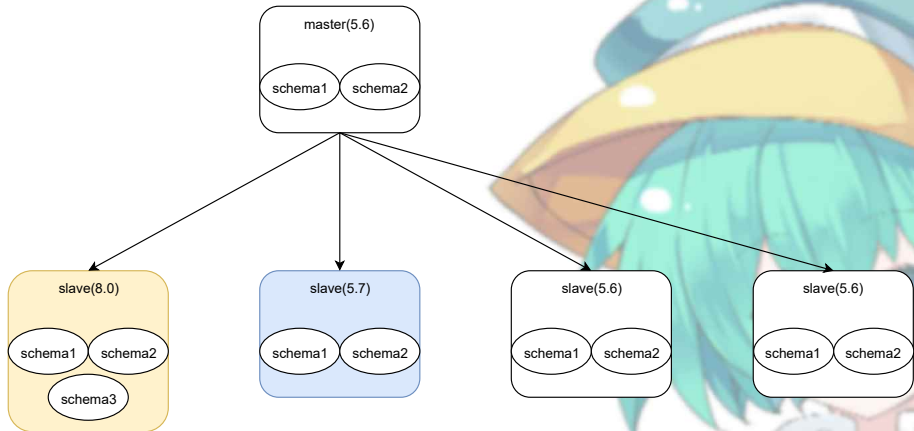 master(5.6)
schema1 schema2
slave(8.0) slave(5.7) slave(5.6) slave(5.6)
schema1 schema2 schema1 schema2 schema1 schema2 schema1 schema2
schema3